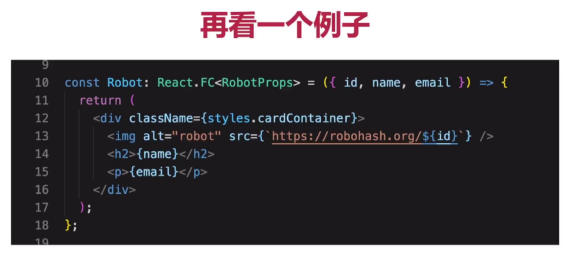 再看一个例子
9
10 const Robot: React.FC<RobotProps> = ({ id, name, email }) => {
11 return (
12 <div className={styles.cardContainer}>
13 <img alt="robot" src={`https://robohash.org/${id}`} />
14 <h2>{name}</h2>
15 <p>{email}</p>
16 </div>
17 );
18 };
19